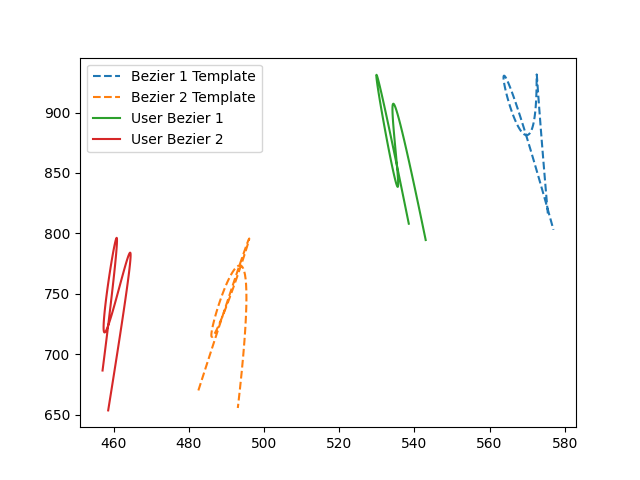 Bezier 1 Template
Bezier 2 Template
User Bezier 1
User Bezier 2
900
850
800
750
700
650
460 480 500 520 540 560 580